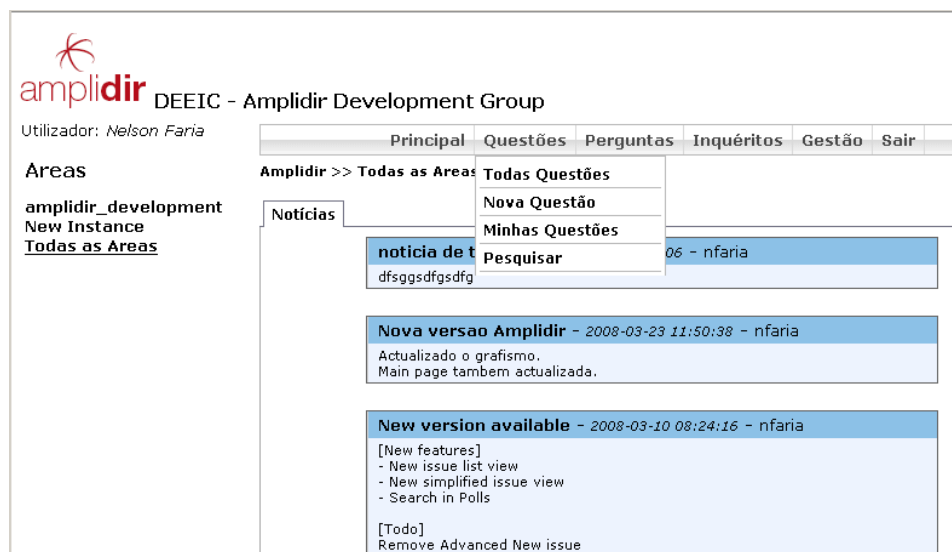 amplidir DEEIC - Amplidir Development Group
Utilizador: Nelson Faria
Principal Questões Perguntas Inquéritos Gestão Sair
Areas
amplidir_development
New Instance
Todas as Areas
Amplidir >> Todas as Areas
Todas Questões
Nova Questão
Minhas Questões
Pesquisar
Notícias
noticia de 06 - nfaria
dfsggsdfgsdfg
Nova versao Amplidir - 2008-03-23 11:50:38 - nfaria
Actualizado o grafismo.
Main page tambem actualizada.
New version available - 2008-03-10 08:24:16 - nfaria
[New features]
- New issue list view
- New simplified issue view
- Search in Polls
[Todo]
Remove Advanced New issue